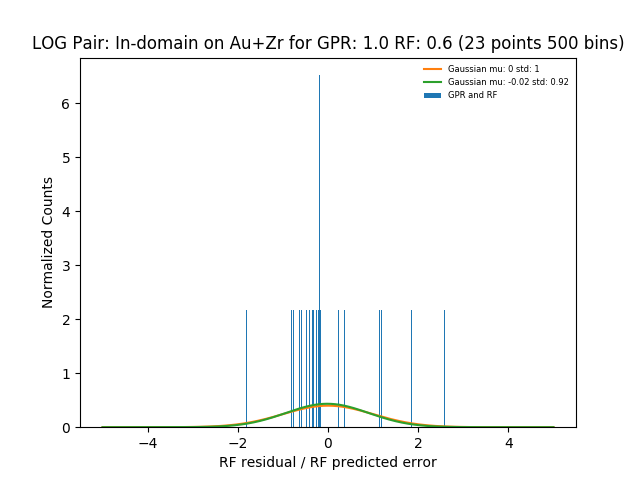 LOG Pair: In-domain on Au+Zr for GPR: 1.0 RF: 0.6 (23 points 500 bins)
Gaussian mu: 0 std: 1
Gaussian mu: -0.02 std: 0.92
GPR and RF
Normalized Counts
6
5
4
3
2
1
0
−4 −2 0 2 4
RF residual / RF predicted error